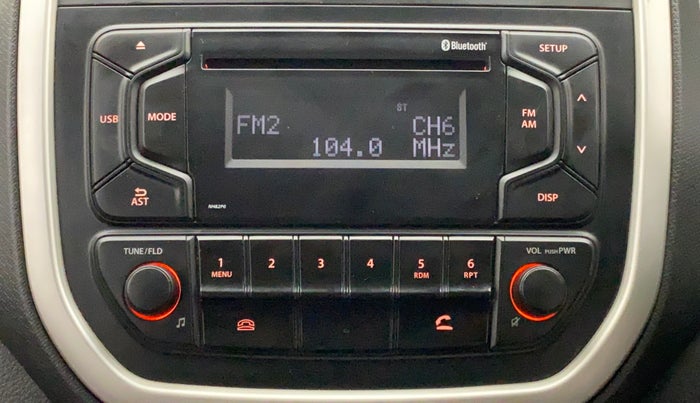 Bluetooth
SETUP
USB
MODE
FM AM
ST
FM2 CH6
104.0 MHz
AST
DISP
TUNE/FLD
VOL PUSH PWR
1 2 3 4 5 6
MENU RDM RPT